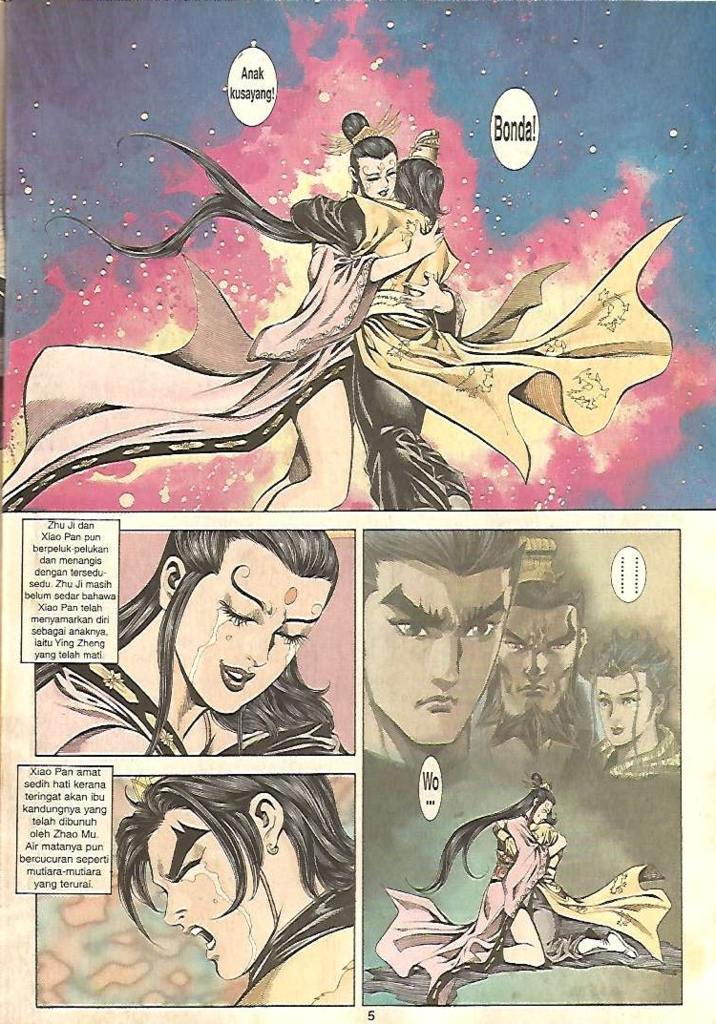 Anak
kusayang!
Bonda!
Zhu Ji dan
Xiao Pan pun
berpeluk-pelukan
dan menangis
dengan tersedu-
sedu. Zhu Ji masih
belum sedar bahawa
Xiao Pan telah
menyamarkan diri
sebagai anaknya,
iaitu Ying Zheng
yang telah mati.
Xiao Pan amat
sedih hati kerana
teringat akan ibu
kandungnya yang
telah dibunuh
oleh Zhao Mu.
Air matanya pun
bercucuran seperti
mutiara-mutiara
yang terurai.
..........
Wo
...
5